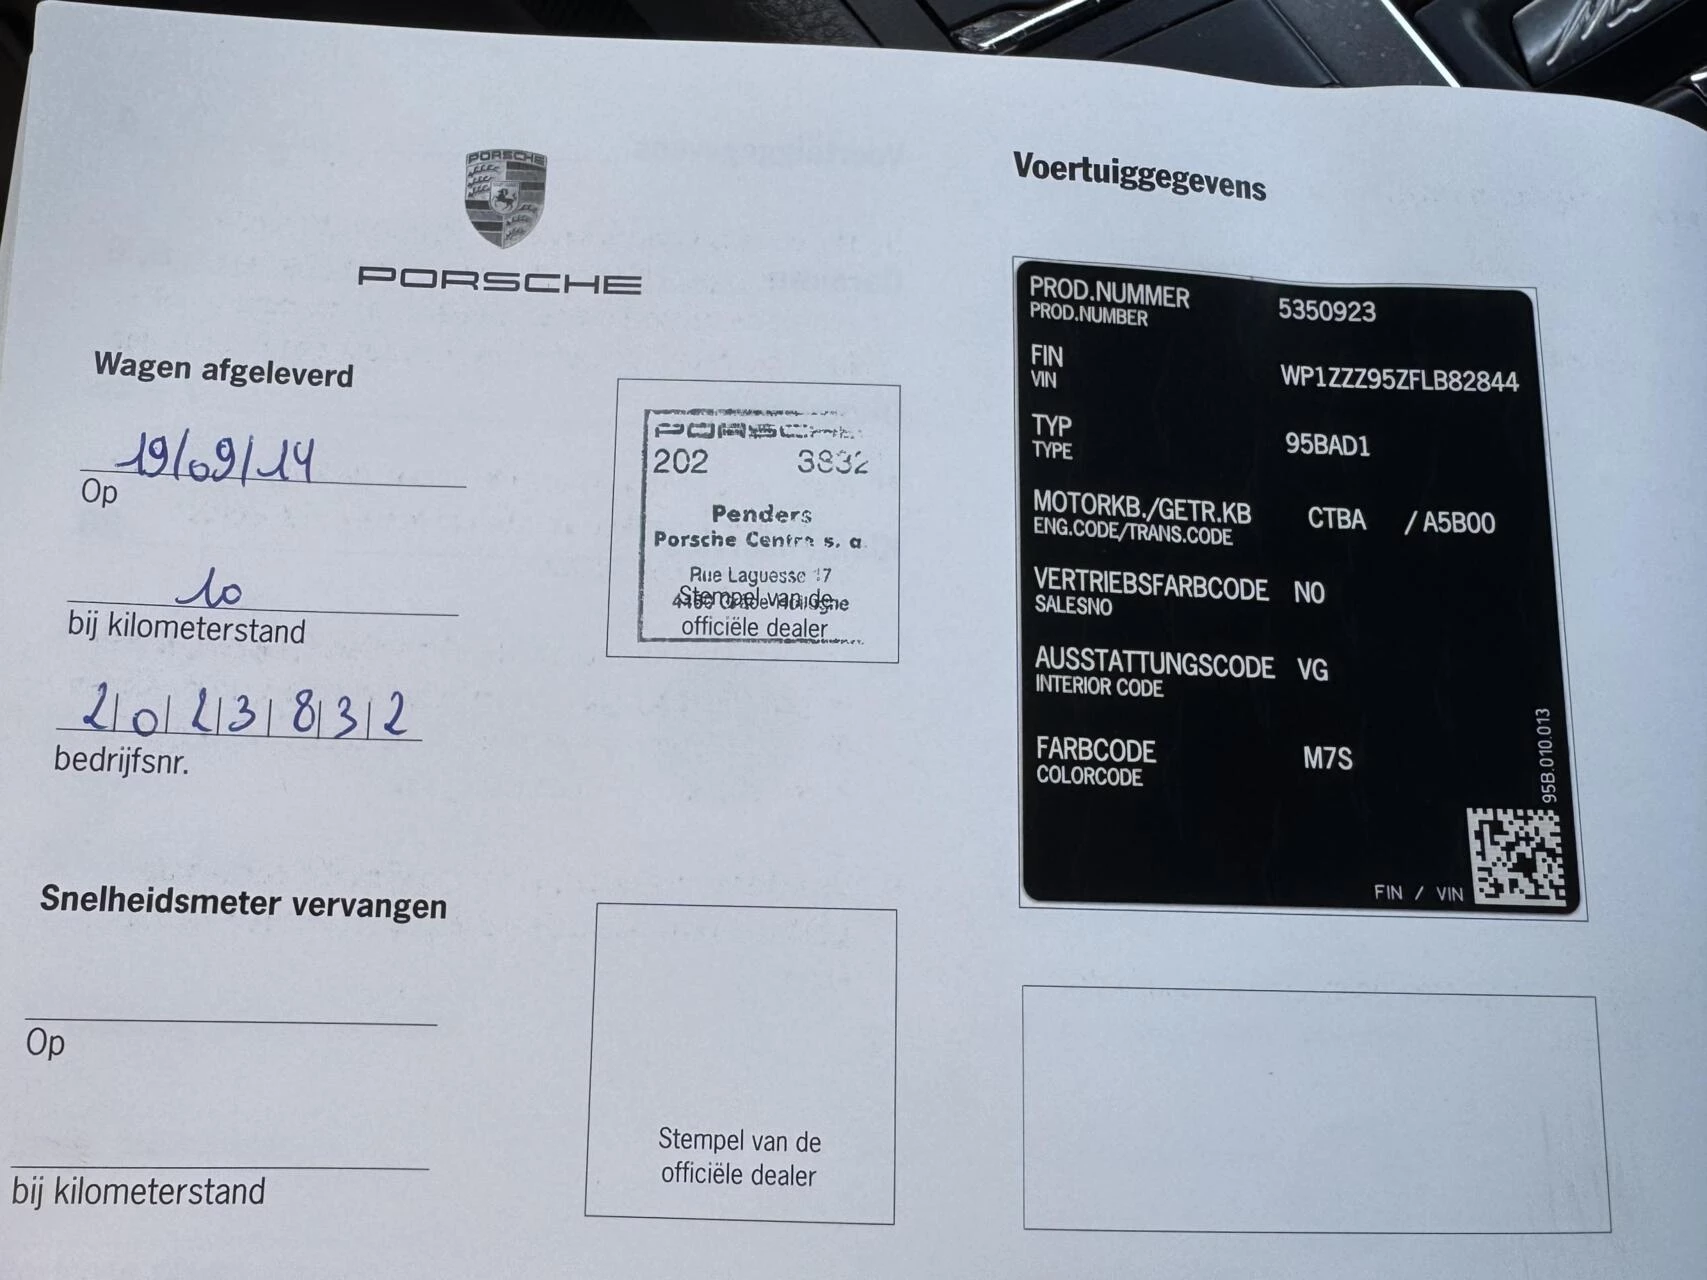 PORSCHE
PORSCHE
Wagen afgeleverd
19/09/14
Op
10
bij kilometerstand
2|0|2|3|8|3|2
bedrijfsnr.
PORSCHE
202 3832
Penders
Porsche Centre s. a.
Rue Laguesse 17
Stempel van de
officiële dealer
Snelheidsmeter vervangen
Op
bij kilometerstand
Stempel van de
officiële dealer
Voertuiggegevens
PROD.NUMMER 5350923
PROD.NUMBER
FIN WP1ZZZ95ZFLB82844
VIN
TYP 95BAD1
TYPE
MOTORKB./GETR.KB CTBA / A5B00
ENG.CODE/TRANS.CODE
VERTRIEBSFARBCODE N0
SALESNO
AUSSTATTUNGSCODE VG
INTERIOR CODE
FARBCODE M7S
COLORCODE
95B.010.013
FIN / VIN